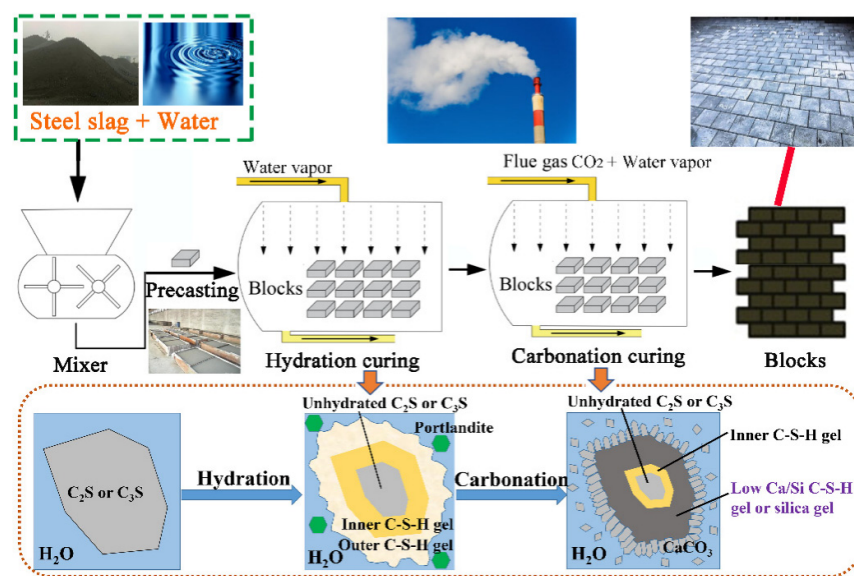 Steel slag + Water
Water vapor
Flue gas CO₂ + Water vapor
Precasting
Blocks
Blocks
Mixer
Hydration curing
Carbonation curing
Blocks
Unhydrated C₂S or C₃S
Portlandite
Unhydrated C₂S or C₃S
Inner C-S-H gel
C₂S or C₃S
Hydration
Carbonation
Low Ca/Si C-S-H
gel or silica gel
Inner C-S-H gel
Outer C-S-H gel
H₂O
H₂O
CaCO₃
H₂O